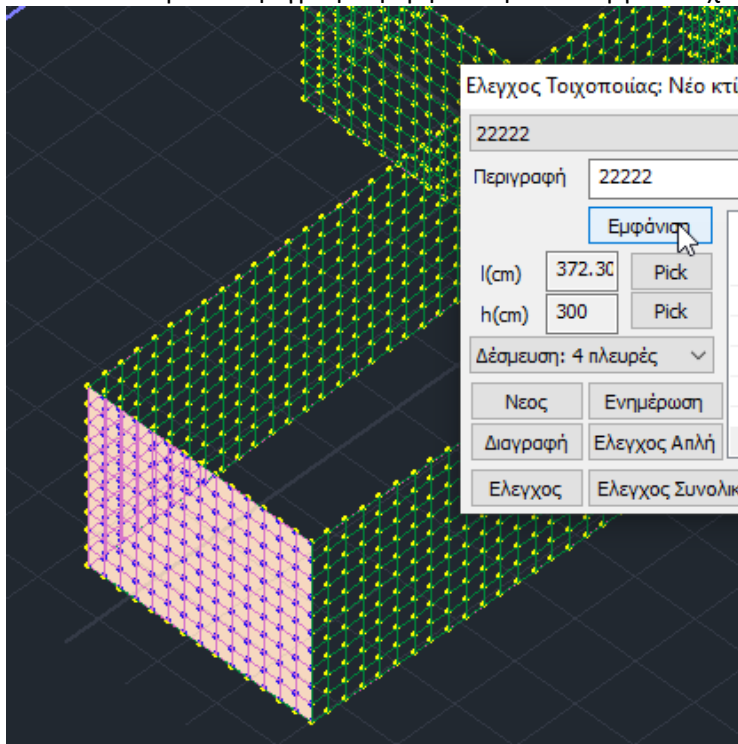 Ελεγχος Τοιχοποιίας: Νέο κτί
22222
Περιγραφή 22222
Εμφάνιση
l(cm) 372.30 Pick
h(cm) 300 Pick
Δέσμευση: 4 πλευρές
Νεος Ενημέρωση
Διαγραφή Ελεγχος Απλή
Ελεγχος Ελεγχος Συνολικ